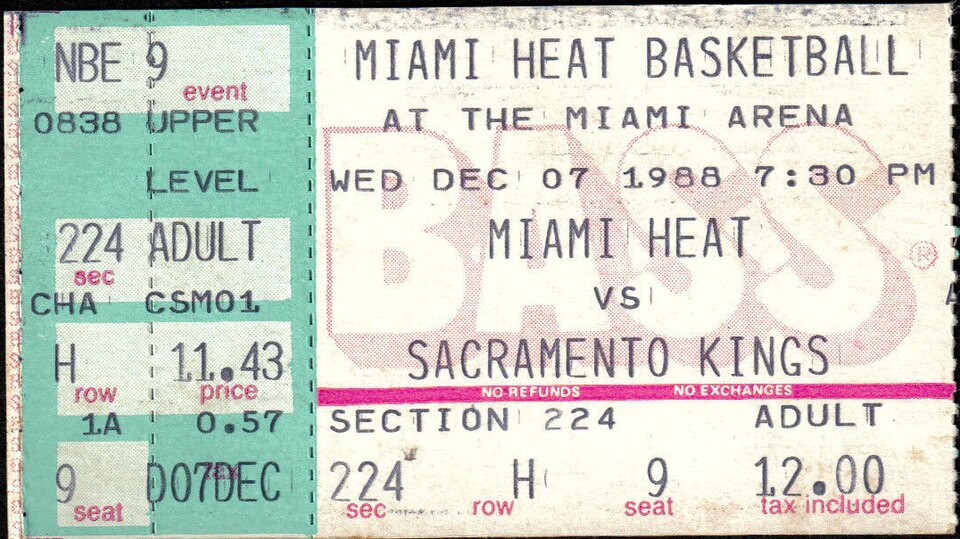 NBE 9
event
0838 UPPER
LEVEL
224 ADULT
sec
CHA CSM01
H 11.43
row price
1A 0.57
tax
9 D07DEC
seat
MIAMI HEAT BASKETBALL
AT THE MIAMI ARENA
WED DEC 07 1988 7:30 PM
BASS®
MIAMI HEAT
VS
SACRAMENTO KINGS
NO REFUNDS NO EXCHANGES
SECTION 224 ADULT
224 H 9 12.00
sec row seat tax included